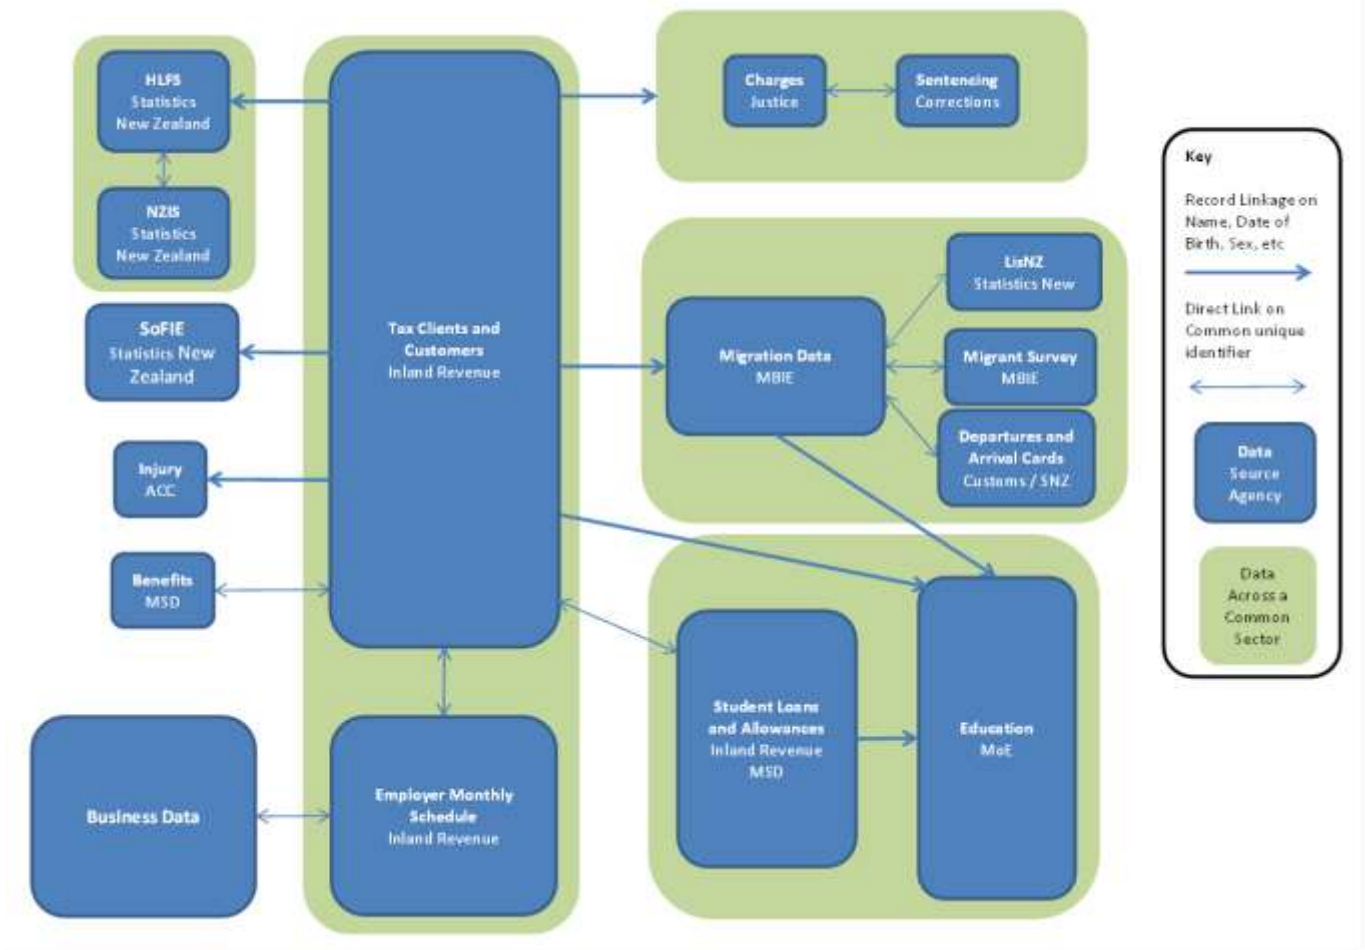 HLFS
Statistics
New Zealand
NZIS
Statistics
New Zealand
SoFIE
Statistics New
Zealand
Injury
ACC
Benefits
MSD
Business Data
Tax Clients and
Customers
Inland Revenue
Employer Monthly
Schedule
Inland Revenue
Charges
Justice
Sentencing
Corrections
Migration Data
MBIE
LisNZ
Statistics New
Migrant Survey
MBIE
Departures and
Arrival Cards
Customs / SNZ
Student Loans
and Allowances
Inland Revenue
MSD
Education
MoE
Key
Record Linkage on
Name, Date of
Birth, Sex, etc
Direct Link on
Common unique
identifier
Data
Source
Agency
Data
Across a
Common
Sector